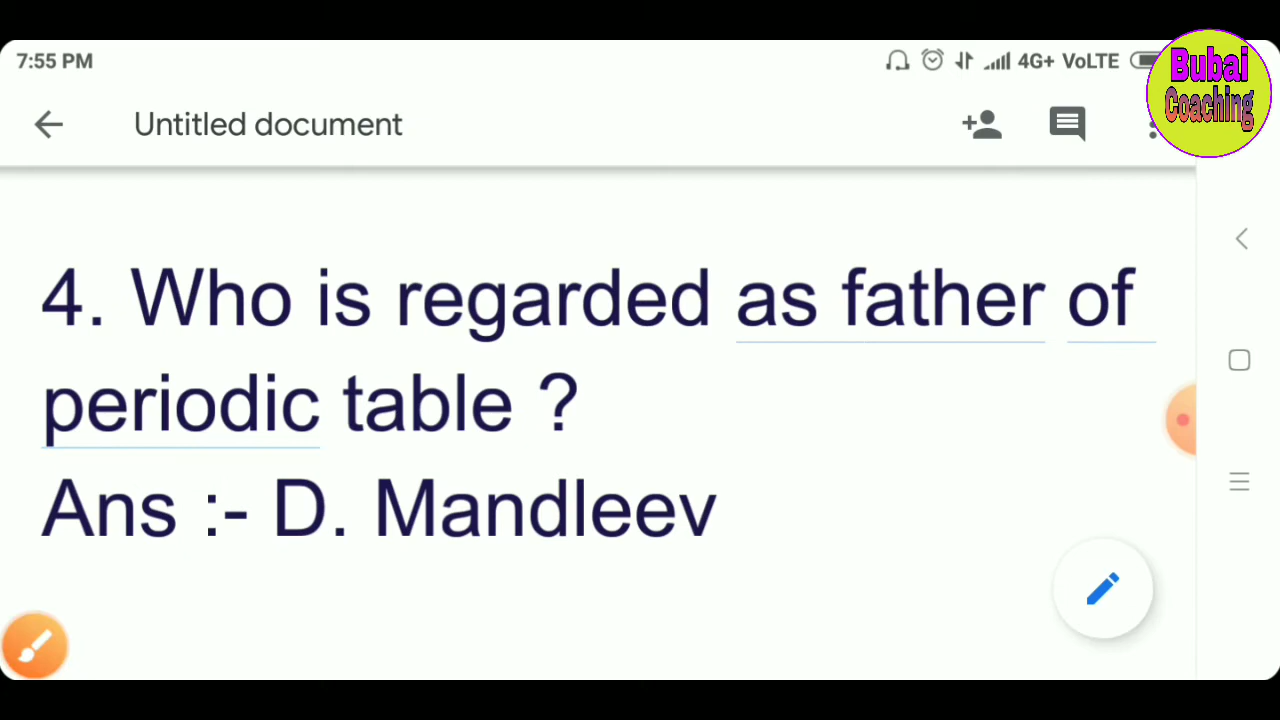 7:55 PM 4G+ VoLTE
Bubai
Coaching
Untitled document
4. Who is regarded as father of
periodic table ?
Ans :- D. Mandleev